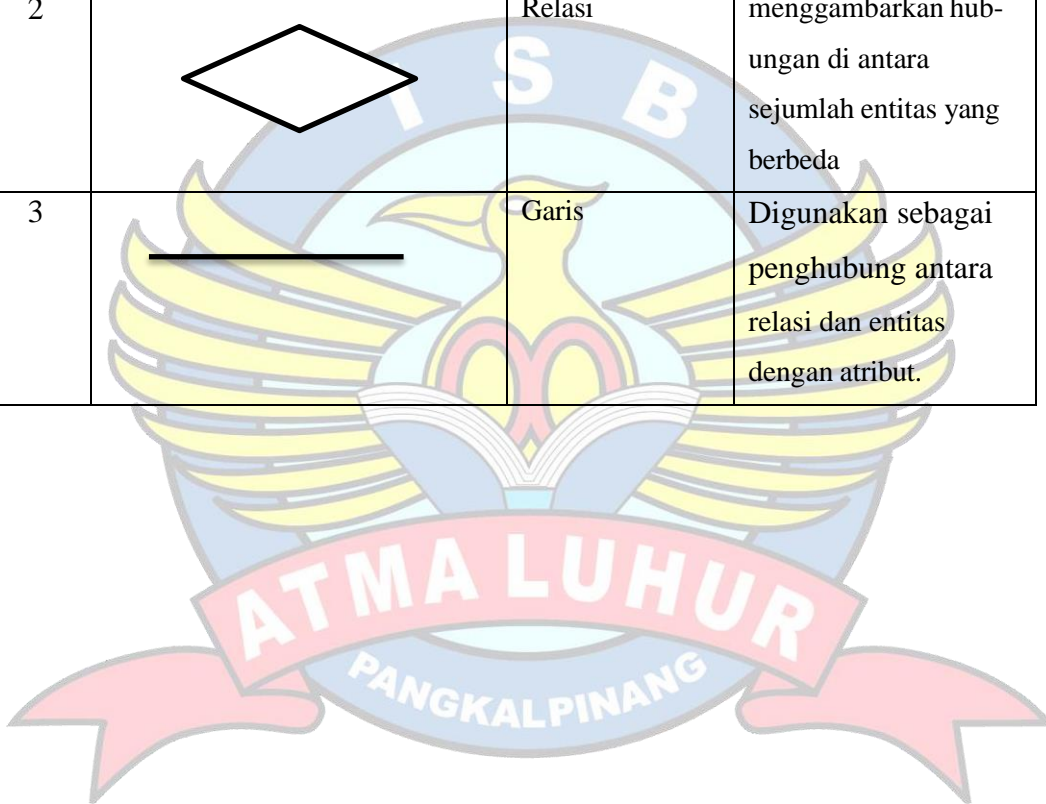 2
Relasi
menggambarkan hub-
ungan di antara
sejumlah entitas yang
berbeda
3
Garis
Digunakan sebagai
penghubung antara
relasi dan entitas
dengan atribut.
I S B
ATMA LUHUR
PANGKALPINANG